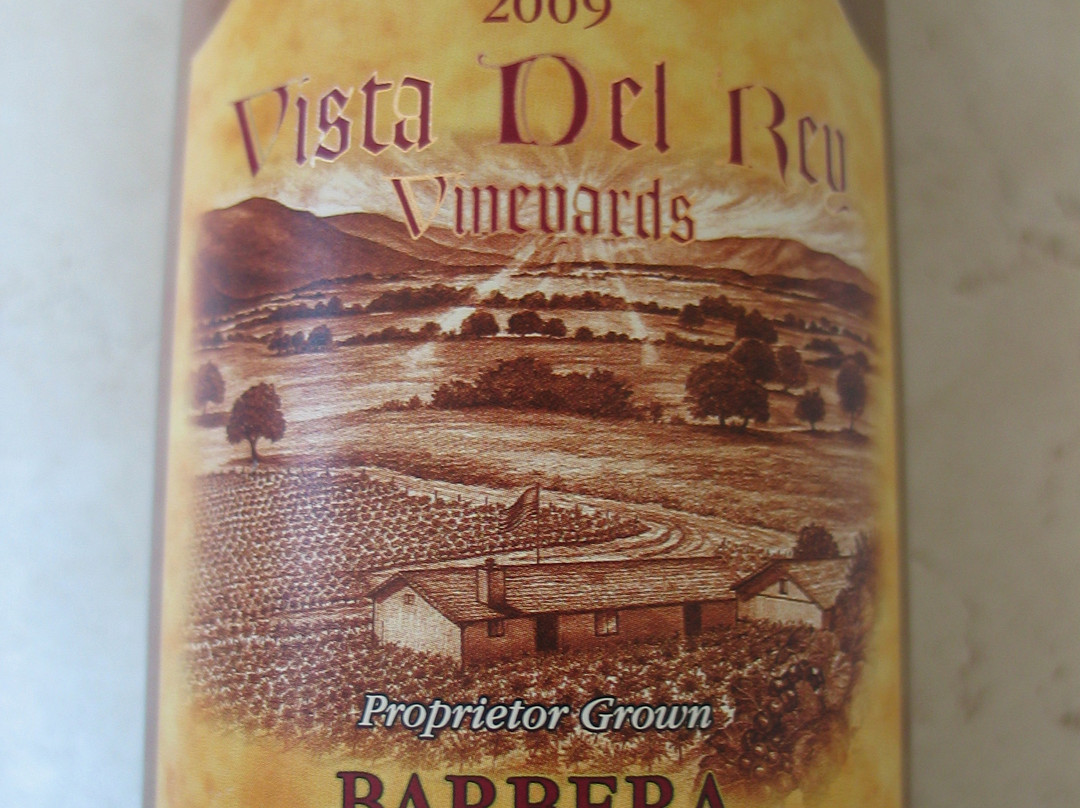 2009
Vista Del Rey
Vineyards
Proprietor Grown
BARBERA